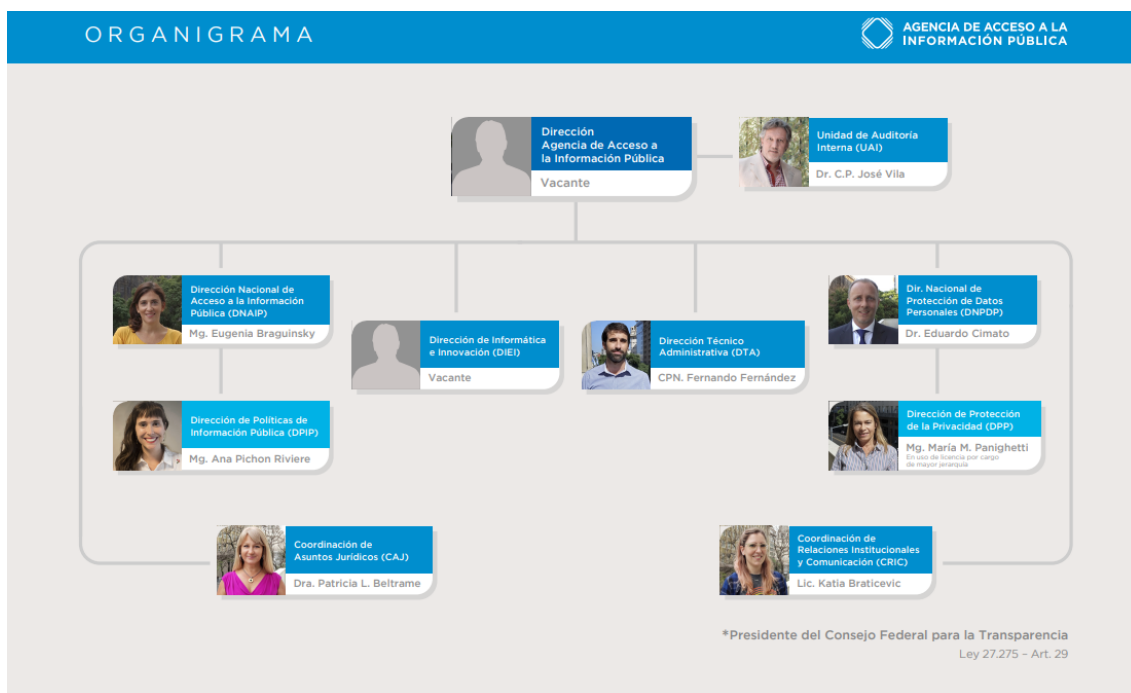 ORGANIGRAMA
AGENCIA DE ACCESO A LA
INFORMACIÓN PÚBLICA
Dirección
Agencia de Acceso a
la Información Pública
Vacante
Unidad de Auditoría
Interna (UAI)
Dr. C.P. José Vila
Dirección Nacional de
Acceso a la Información
Pública (DNAIP)
Mg. Eugenia Braguinsky
Dirección de Informática
e Innovación (DIEI)
Vacante
Dirección Técnico
Administrativa (DTA)
CPN. Fernando Fernández
Dir. Nacional de
Protección de Datos
Personales (DNPDP)
Dr. Eduardo Cimato
Dirección de Políticas de
Información Pública (DPIP)
Mg. Ana Pichon Riviere
Dirección de Protección
de la Privacidad (DPP)
Mg. María M. Panighetti
En uso de licencia por cargo
de mayor jerarquía
Coordinación de
Asuntos Jurídicos (CAJ)
Dra. Patricia L. Beltrame
Coordinación de
Relaciones Institucionales
y Comunicación (CRIC)
Lic. Katia Braticevic
*Presidente del Consejo Federal para la Transparencia
Ley 27.275 – Art. 29